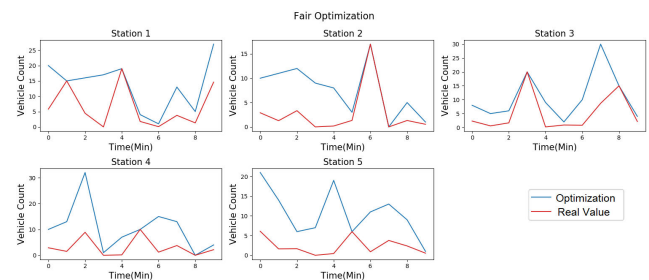 Fair Optimization
Station 1
Station 2
Station 3
Vehicle Count
25
20
15
10
5
0
0 2 4 6 8
Time(Min)
Vehicle Count
15
10
5
0
0 2 4 6 8
Time(Min)
Vehicle Count
30
20
10
0
0 2 4 6 8
Time(Min)
Station 4
Station 5
Vehicle Count
30
20
10
0
0 2 4 6 8
Time(Min)
Vehicle Count
20
15
10
5
0
0 2 4 6 8
Time(Min)
Optimization
Real Value